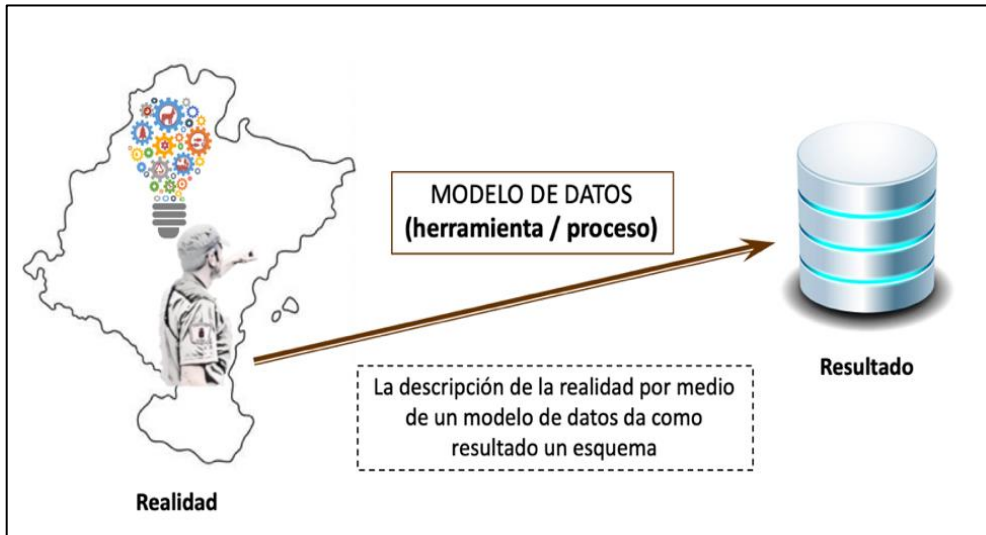 MODELO DE DATOS
(herramienta / proceso)
La descripción de la realidad por medio
de un modelo de datos da como
resultado un esquema
Resultado
Realidad